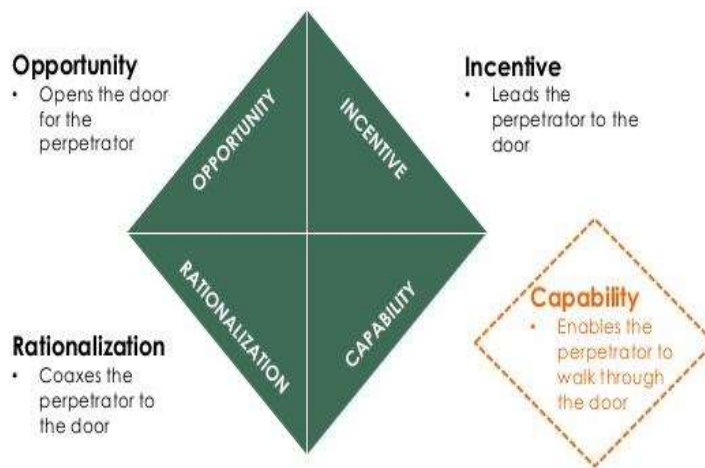 Opportunity
• Opens the door
for the
perpetrator
Incentive
• Leads the
perpetrator to the
door
OPPORTUNITY
INCENTIVE
RATIONALIZATION
CAPABILITY
Rationalization
• Coaxes the
perpetrator to
the door
Capability
• Enables the
perpetrator to
walk through
the door